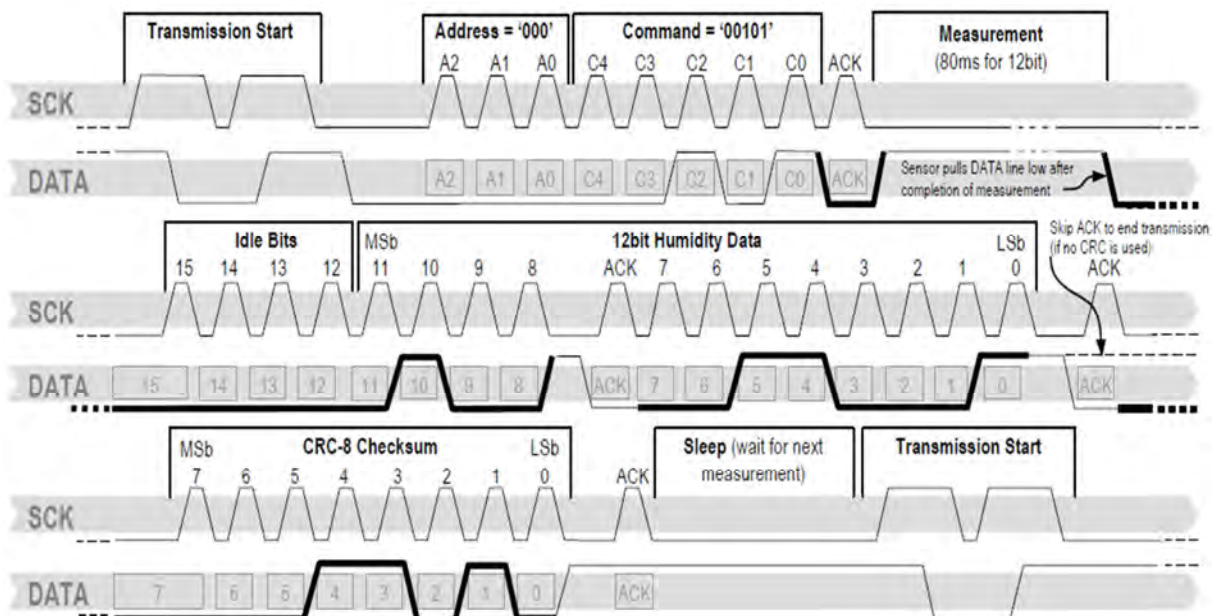 Transmission Start Address = '000' Command = '00101' Measurement
A2 A1 A0 C4 C3 C2 C1 C0 ACK (80ms for 12bit)
SCK
DATA A2 A1 A0 C4 C3 C2 C1 C0 ACK Sensor pulls DATA line low after
completion of measurement
Skip ACK to end transmission
(if no CRC is used)
Idle Bits MSb 12bit Humidity Data LSb
15 14 13 12 11 10 9 8 ACK 7 6 5 4 3 2 1 0 ACK
SCK
DATA 15 14 13 12 11 10 9 8 ACK 7 6 5 4 3 2 1 0 ACK
MSb CRC-8 Checksum LSb Sleep (wait for next Transmission Start
measurement)
7 6 5 4 3 2 1 0 ACK
SCK
DATA 7 6 5 4 3 2 1 0 ACK